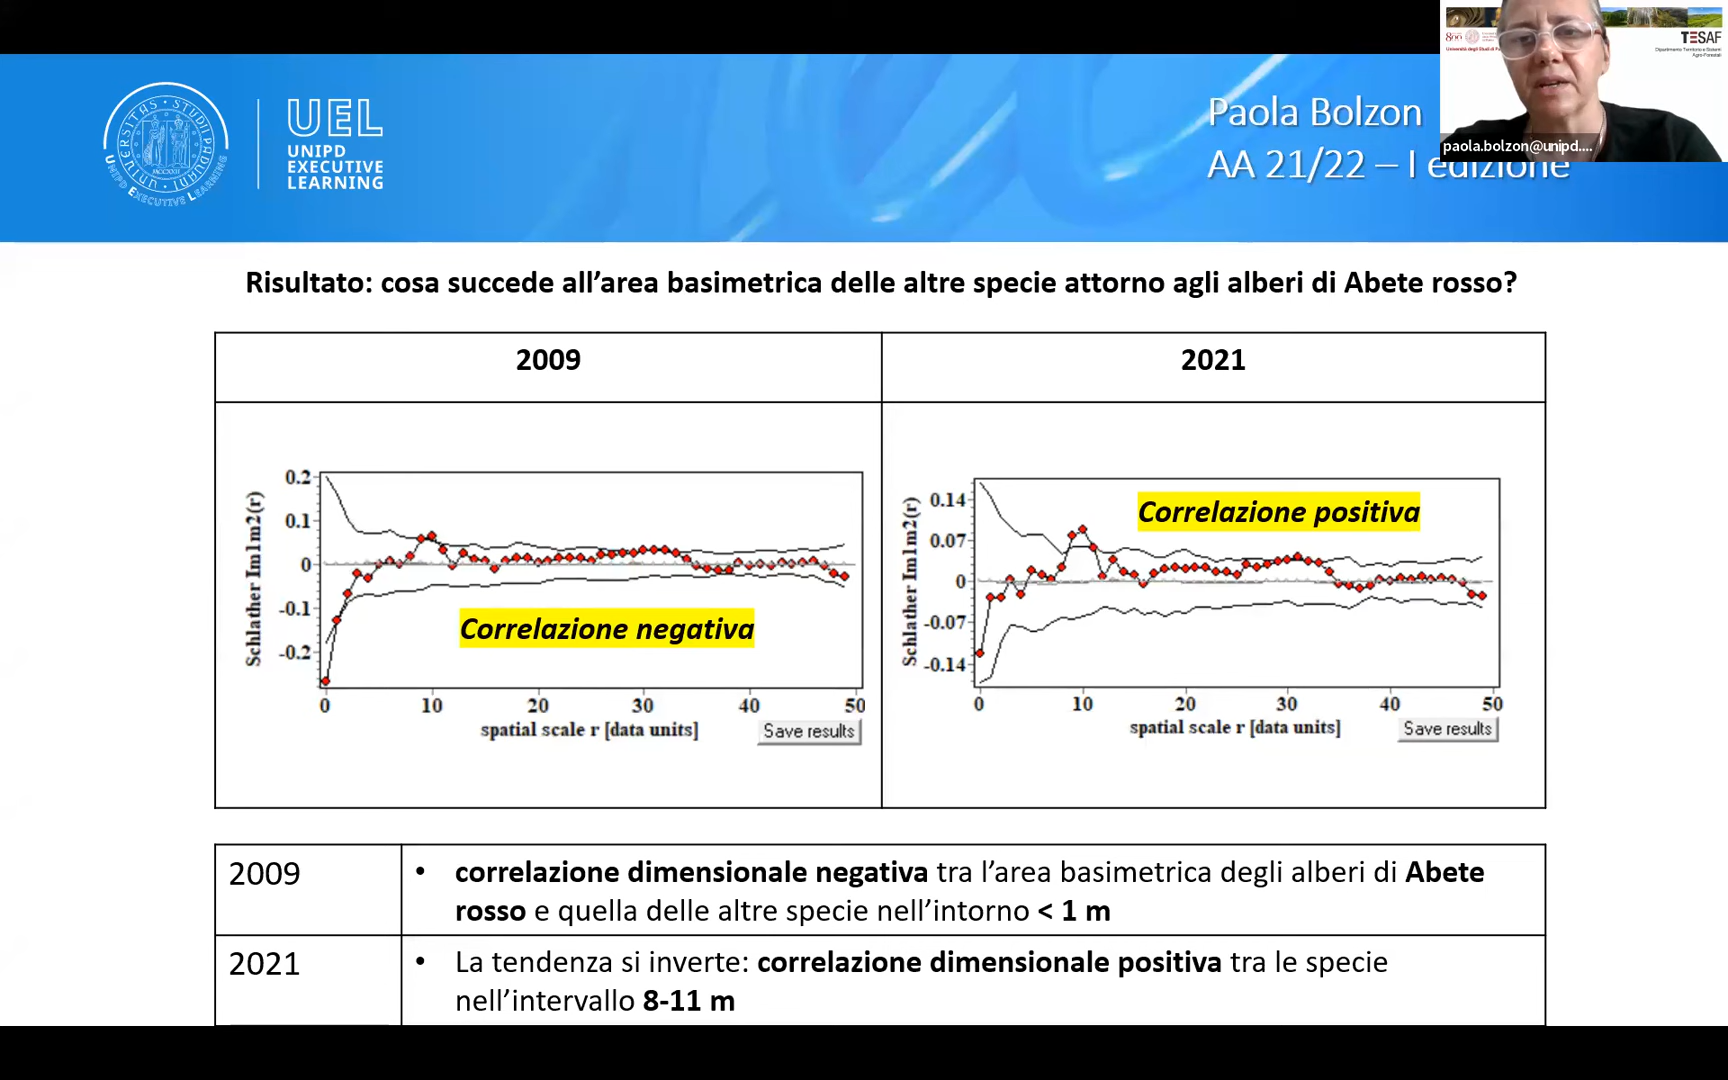 UEL
UNIPD
EXECUTIVE
LEARNING
Paola Bolzon
AA 21/22 – I edizione
TESAF
paola.bolzon@unipd....
Risultato: cosa succede all’area basimetrica delle altre specie attorno agli alberi di Abete rosso?
2009
2021
Schlather Im1m2(r)
0.2
0.1
0
-0.1
-0.2
Correlazione negativa
0 10 20 30 40 50
spatial scale r [data units]
Save results
Schlather Im1m2(r)
0.14
0.07
0
-0.07
-0.14
Correlazione positiva
0 10 20 30 40 50
spatial scale r [data units]
Save results
2009
• correlazione dimensionale negativa tra l’area basimetrica degli alberi di Abete
rosso e quella delle altre specie nell’intorno < 1 m
2021
• La tendenza si inverte: correlazione dimensionale positiva tra le specie
nell’intervallo 8-11 m